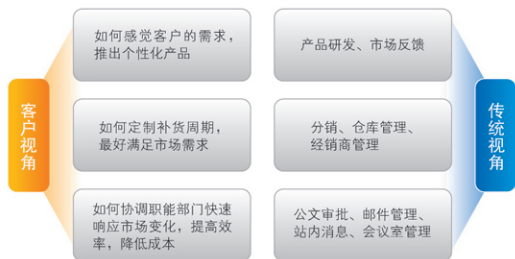 客户视角
如何感觉客户的需求，
推出个性化产品
如何定制补货周期，
最好满足市场需求
如何协调职能部门快速
响应市场变化，提高效
率，降低成本
产品研发、市场反馈
分销、仓库管理、
经销商管理
公文审批、邮件管理、
站内消息、会议室管理
传统视角